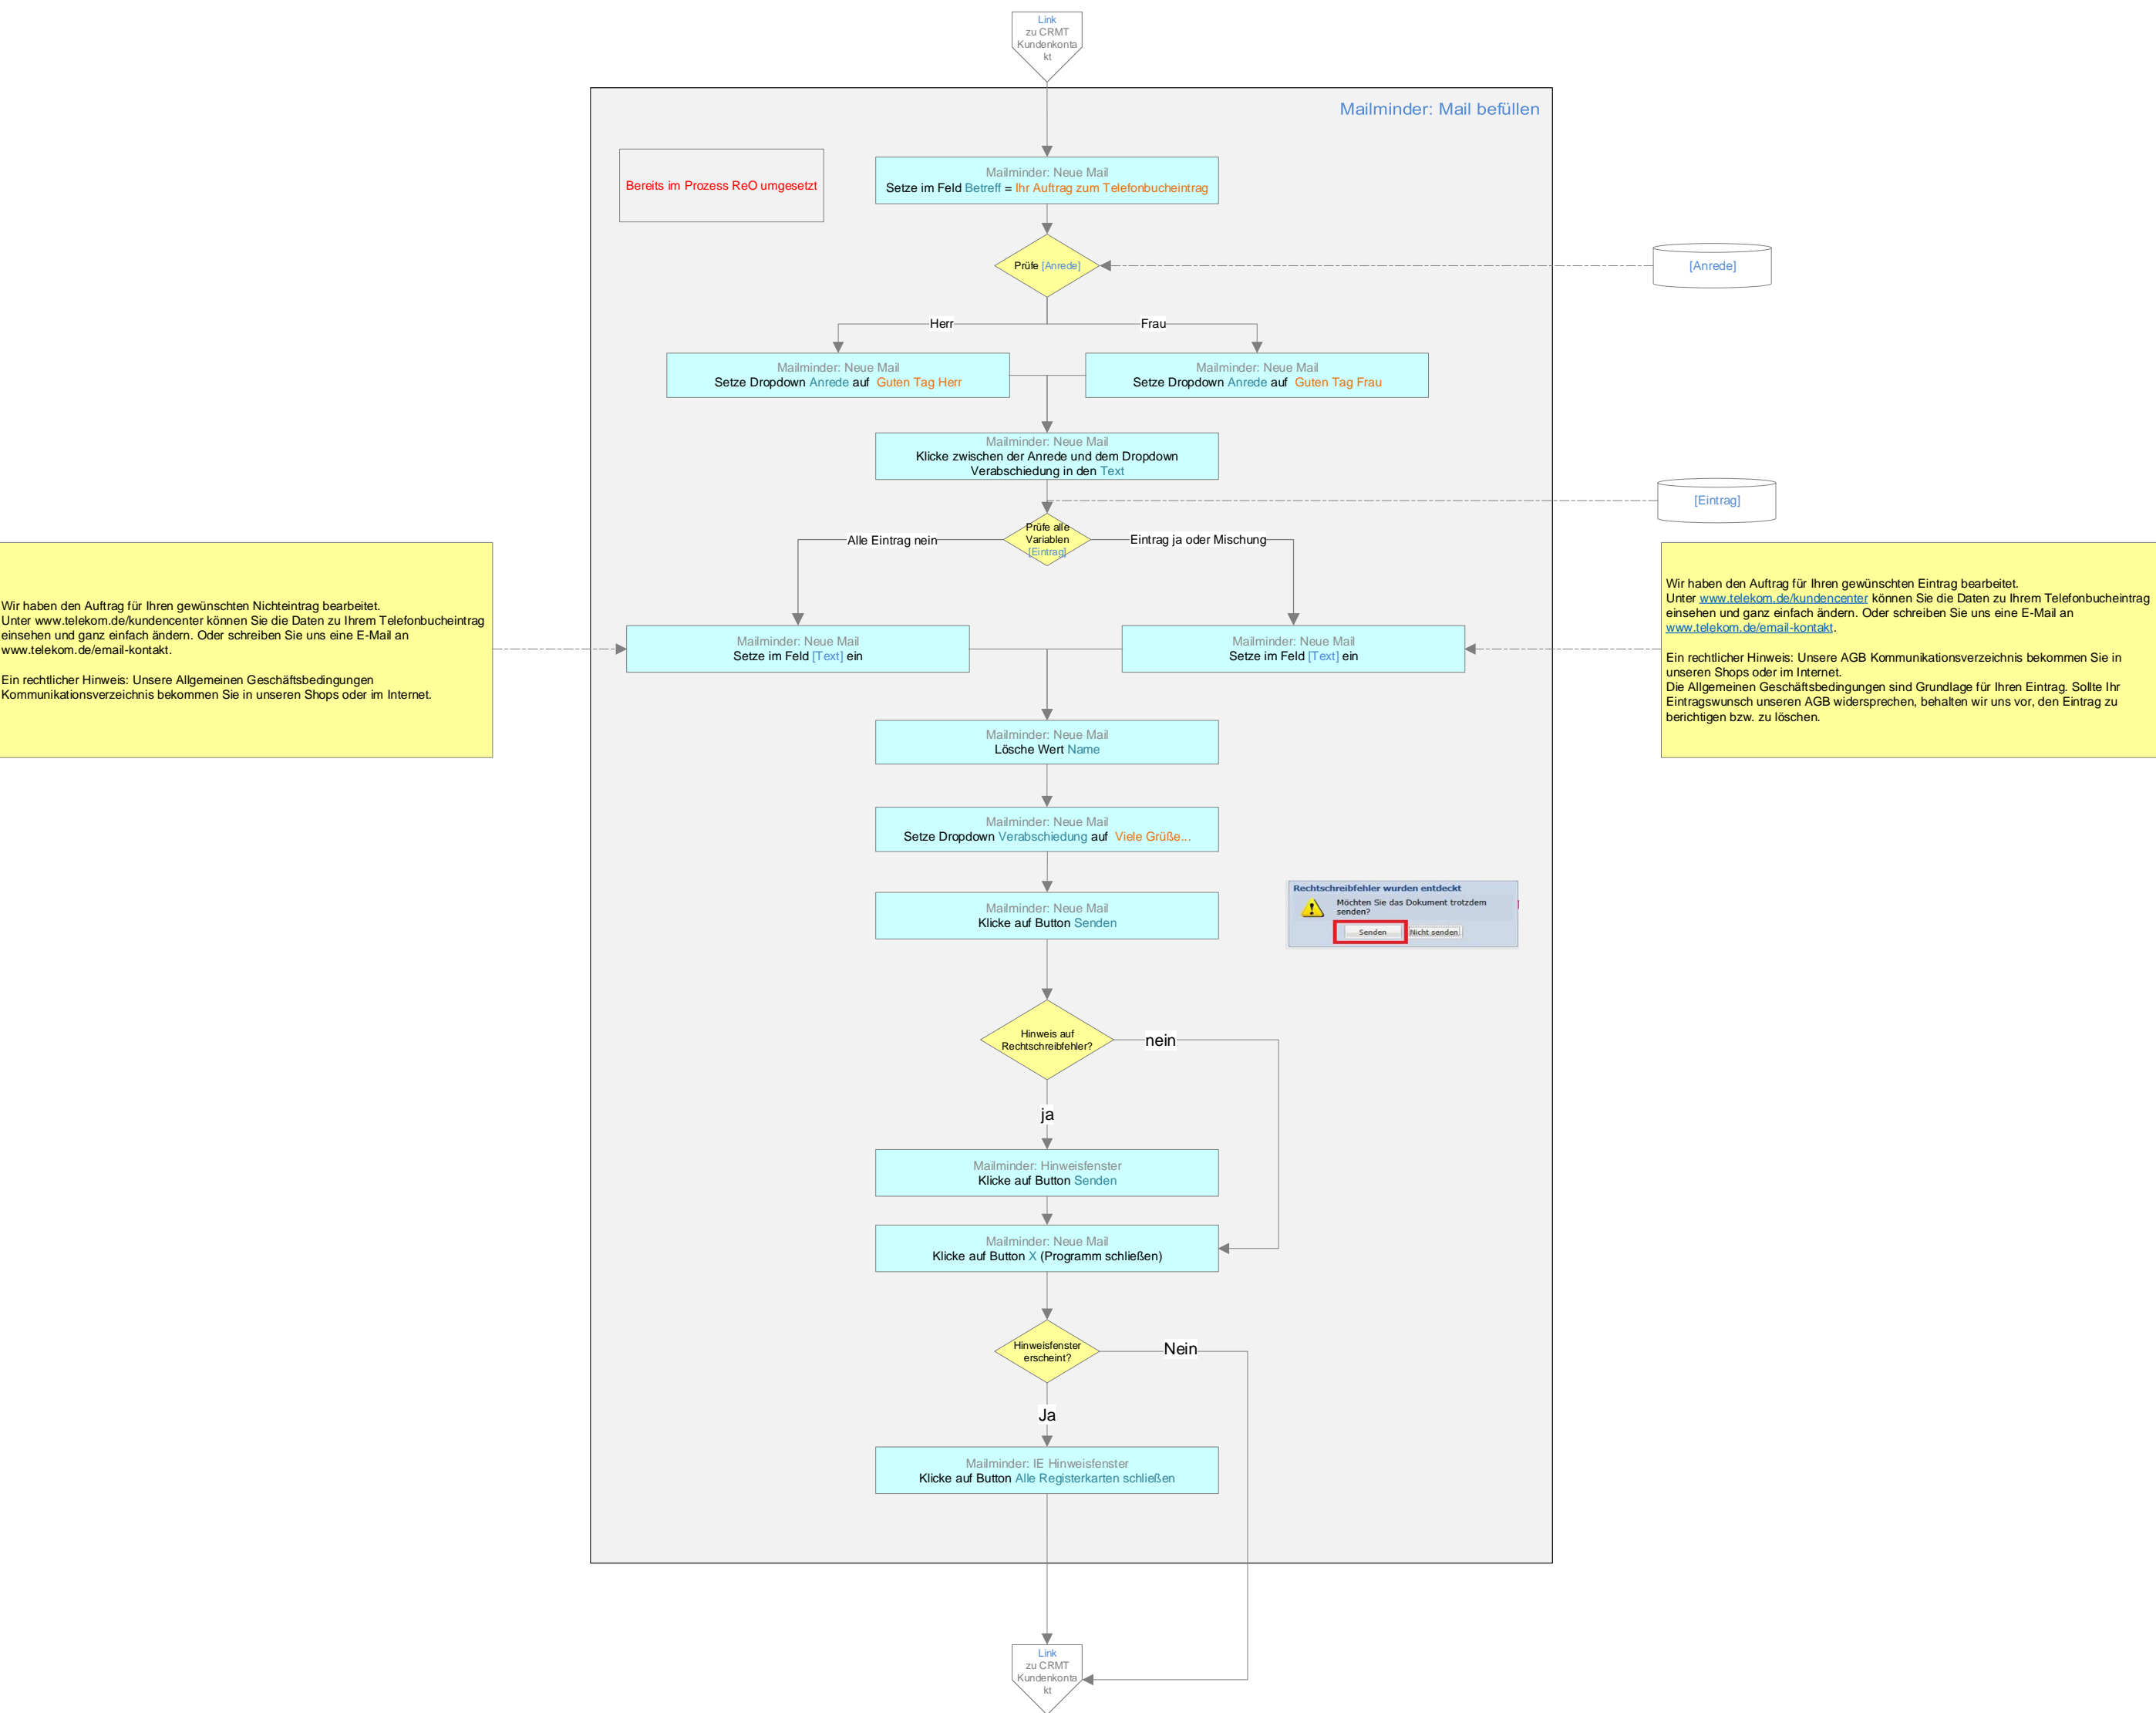 Link
zu CRMT
Kundenkonta
kt
Mailminder: Mail befüllen
Bereits im Prozess ReO umgesetzt
Mailminder: Neue Mail
Setze im Feld Betreff = Ihr Auftrag zum Telefonbucheintrag
Prüfe [Anrede]
[Anrede]
Herr
Frau
Mailminder: Neue Mail
Setze Dropdown Anrede auf  Guten Tag Herr
Mailminder: Neue Mail
Setze Dropdown Anrede auf  Guten Tag Frau
Mailminder: Neue Mail
Klicke zwischen der Anrede und dem Dropdown
Verabschiedung in den Text
[Eintrag]
Prüfe alle
Variablen
[Eintrag]
Alle Eintrag nein
Eintrag ja oder Mischung
Wir haben den Auftrag für Ihren gewünschten Nichteintrag bearbeitet.
Unter www.telekom.de/kundencenter können Sie die Daten zu Ihrem Telefonbucheintrag
einsehen und ganz einfach ändern. Oder schreiben Sie uns eine E-Mail an
www.telekom.de/email-kontakt.
Ein rechtlicher Hinweis: Unsere Allgemeinen Geschäftsbedingungen
Kommunikationsverzeichnis bekommen Sie in unseren Shops oder im Internet.
Mailminder: Neue Mail
Setze im Feld [Text] ein
Mailminder: Neue Mail
Setze im Feld [Text] ein
Wir haben den Auftrag für Ihren gewünschten Eintrag bearbeitet.
Unter www.telekom.de/kundencenter können Sie die Daten zu Ihrem Telefonbucheintrag
einsehen und ganz einfach ändern. Oder schreiben Sie uns eine E-Mail an
www.telekom.de/email-kontakt.
Ein rechtlicher Hinweis: Unsere AGB Kommunikationsverzeichnis bekommen Sie in
unseren Shops oder im Internet.
Die Allgemeinen Geschäftsbedingungen sind Grundlage für Ihren Eintrag. Sollte Ihr
Eintragswunsch unseren AGB widersprechen, behalten wir uns vor, den Eintrag zu
berichtigen bzw. zu löschen.
Mailminder: Neue Mail
Lösche Wert Name
Mailminder: Neue Mail
Setze Dropdown Verabschiedung auf  Viele Grüße...
Mailminder: Neue Mail
Klicke auf Button Senden
Rechtschreibfehler wurden entdeckt
Möchten Sie das Dokument trotzdem
senden?
Senden
Nicht senden
Hinweis auf
Rechtschreibfehler?
nein
ja
Mailminder: Hinweisfenster
Klicke auf Button Senden
Mailminder: Neue Mail
Klicke auf Button X (Programm schließen)
Hinweisfenster
erscheint?
Nein
Ja
Mailminder: IE Hinweisfenster
Klicke auf Button Alle Registerkarten schließen
Link
zu CRMT
Kundenkonta
kt